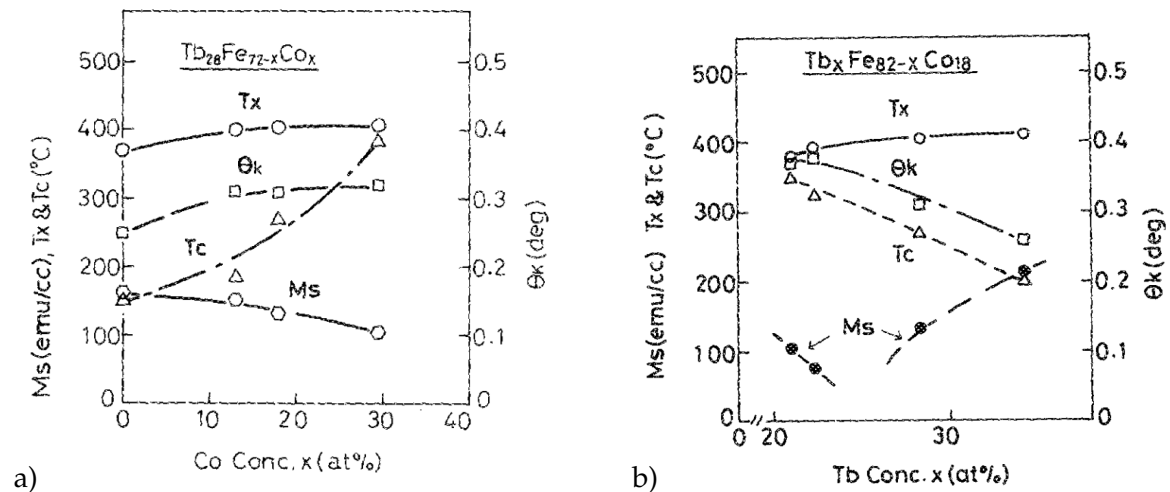 Tb28Fe72-xCox
Tx
Θk
Tc
Ms
Ms(emu/cc), Tx & Tc (°C)
500
400
300
200
100
0
0.5
0.4
0.3
0.2
0.1
0
Θk (deg)
0 10 20 30 40
Co Conc. x (at%)
a)
TbxFe82-xCo18
Tx
Θk
Tc
Ms
Ms(emu/cc) Tx & Tc (°C)
500
400
300
200
100
0
0.5
0.4
0.3
0.2
0.1
0
Θk (deg)
0 20 30
Tb Conc. x (at%)
b)